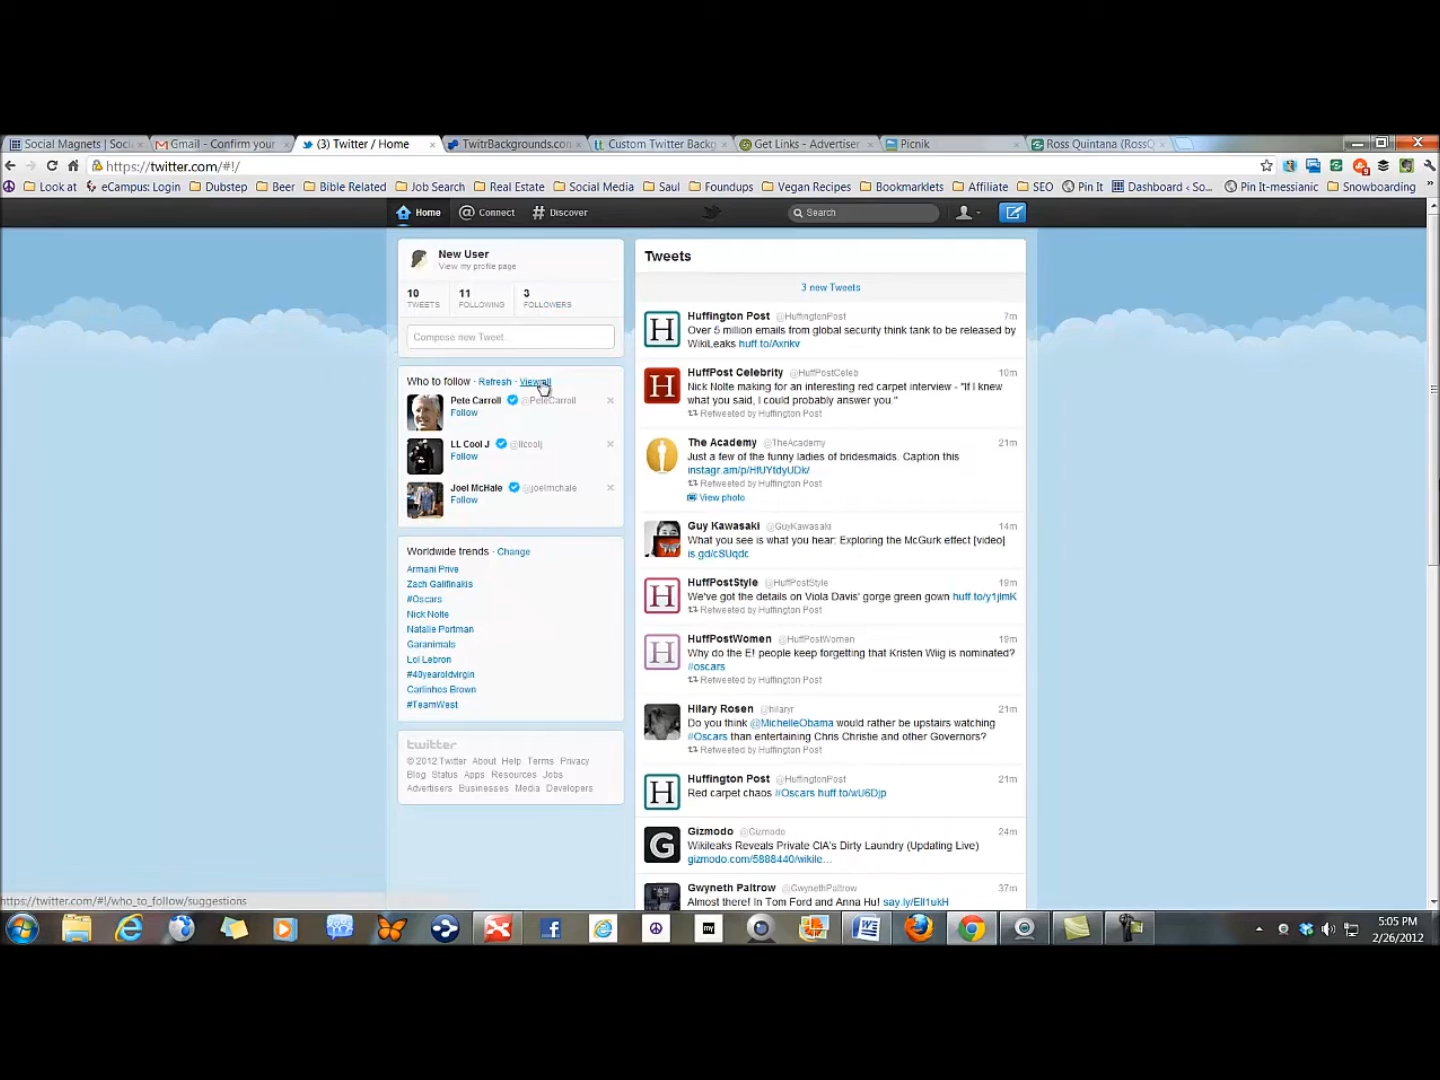 Social Magnets | Soci
Gmail - Confirm your
(3) Twitter / Home
TwitrBackgrounds.con
Custom Twitter Backg
Get Links - Advertiser
Picnik
Ross Quintana (RossQ
https://twitter.com/#!/
Look at
eCampus: Login
Dubstep
Beer
Bible Related
Job Search
Real Estate
Social Media
Saul
Foundups
Vegan Recipes
Bookmarklets
Affiliate
SEO
Pin It
Dashboard ‹ So...
Pin It-messianic
Snowboarding
»
Home
@ Connect
# Discover
Search
New User
View my profile page
10
TWEETS
11
FOLLOWING
3
FOLLOWERS
Compose new Tweet...
Who to follow · Refresh · View all
Pete Carroll @PeteCarroll
Follow
LL Cool J @llcoolj
Follow
Joel McHale @joelmchale
Follow
Worldwide trends · Change
Armani Prive
Zach Galifinakis
#Oscars
Nick Nolte
Natalie Portman
Garanimals
Lol Lebron
#40yearoldvirgin
Carlinhos Brown
#TeamWest
twitter
© 2012 Twitter About Help Terms Privacy
Blog Status Apps Resources Jobs
Advertisers Businesses Media Developers
Tweets
3 new Tweets
Huffington Post @HuffingtonPost 7m
Over 5 million emails from global security think tank to be released by
WikiLeaks huff.to/Axnikv
HuffPost Celebrity @HuffPostCeleb 10m
Nick Nolte making for an interesting red carpet interview - "If I knew
what you said, I could probably answer you."
Retweeted by Huffington Post
The Academy @TheAcademy 21m
Just a few of the funny ladies of bridesmaids. Caption this
instagr.am/p/HfUYtdyUDk/
Retweeted by Huffington Post
View photo
Guy Kawasaki @GuyKawasaki 14m
What you see is what you hear: Exploring the McGurk effect [video]
is.gd/cSUqdc
HuffPostStyle @HuffPostStyle 19m
We've got the details on Viola Davis' gorge green gown huff.to/y1jlmK
Retweeted by Huffington Post
HuffPostWomen @HuffPostWomen 19m
Why do the E! people keep forgetting that Kristen Wiig is nominated?
#oscars
Retweeted by Huffington Post
Hilary Rosen @hilaryr 21m
Do you think @MichelleObama would rather be upstairs watching
#Oscars than entertaining Chris Christie and other Governors?
Retweeted by Huffington Post
Huffington Post @HuffingtonPost 21m
Red carpet chaos #Oscars huff.to/wU6Djp
Gizmodo @Gizmodo 24m
Wikileaks Reveals Private CIA's Dirty Laundry (Updating Live)
gizmodo.com/5888440/wikile...
Gwyneth Paltrow @GwynethPaltrow 37m
Almost there! In Tom Ford and Anna Hu! say.ly/Ell1ukH
https://twitter.com/#!/who_to_follow/suggestions
5:05 PM
2/26/2012